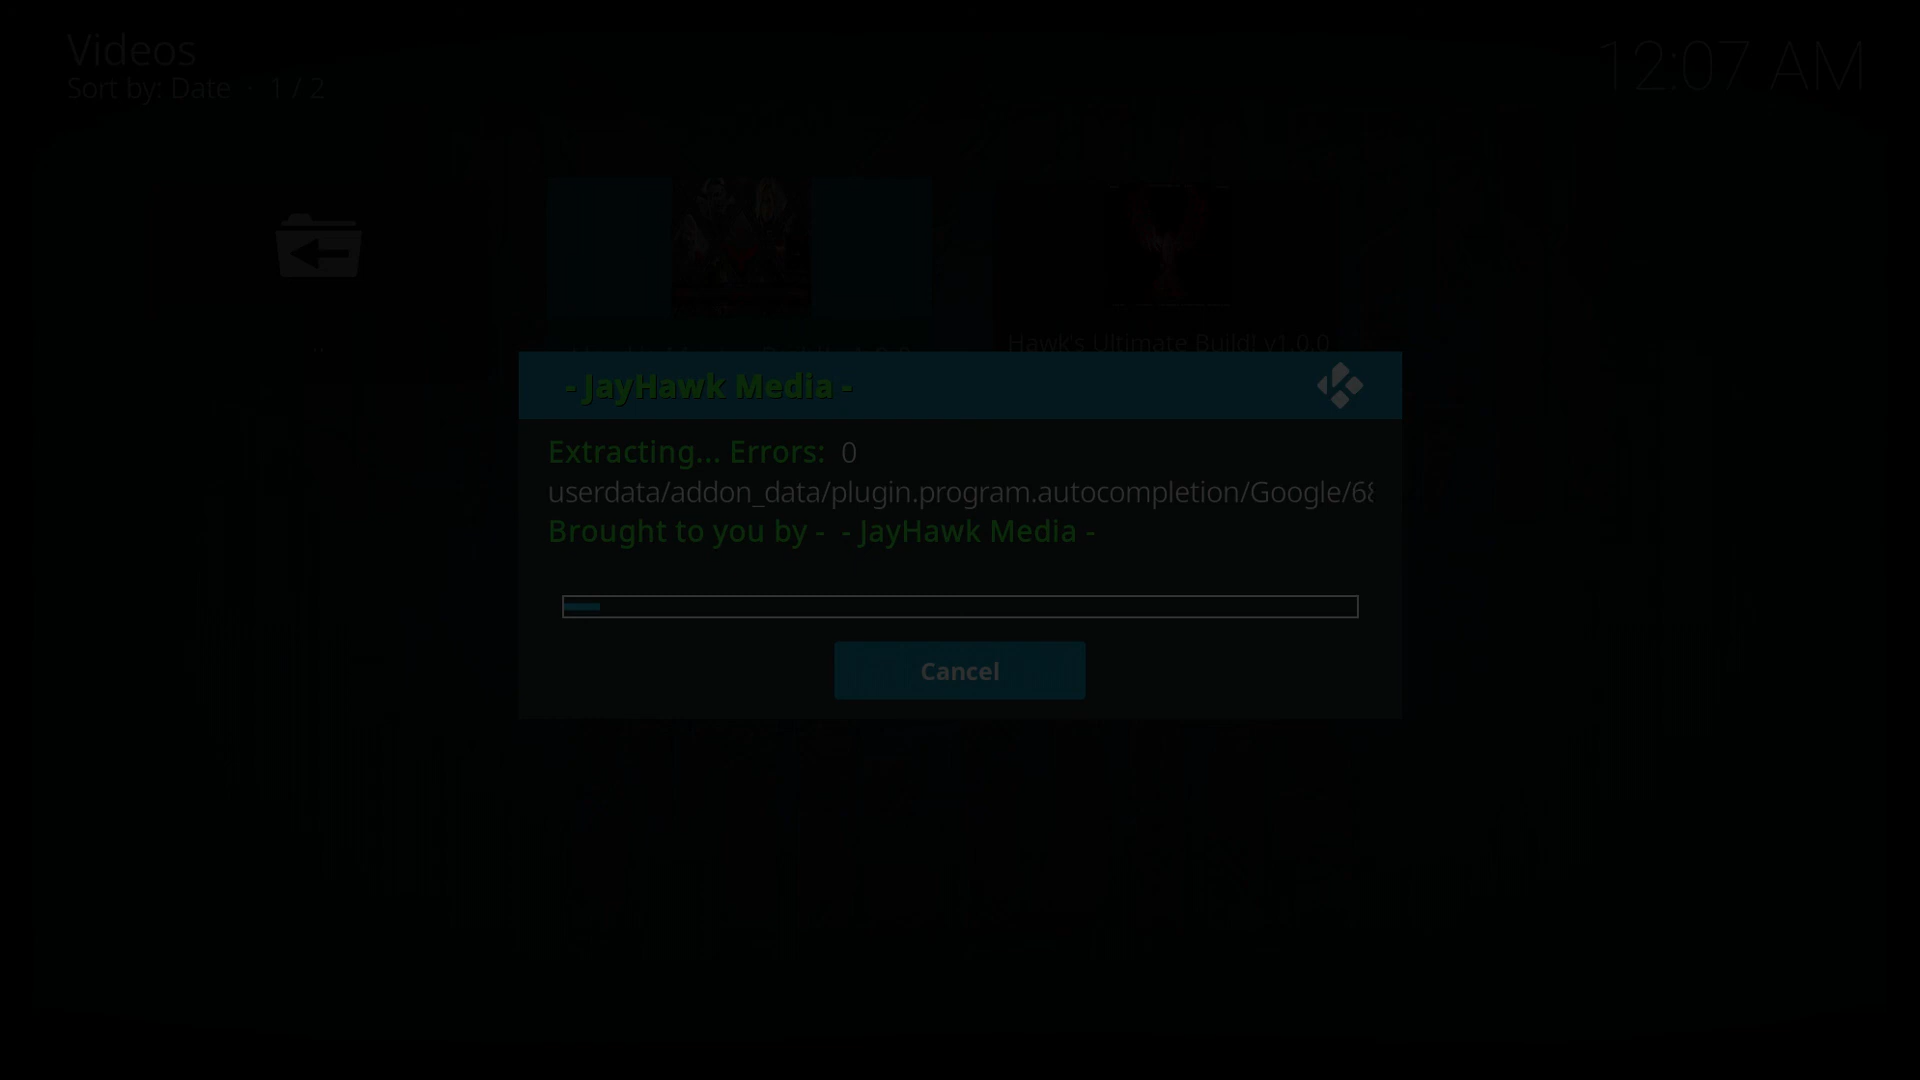 Videos
Sort by: Date · 1 / 2
12:07 AM
..
Hawk's Ultimate Build! v1.0.0
- JayHawk Media -
Extracting... Errors: 0
userdata/addon_data/plugin.program.autocompletion/Google/6
Brought to you by - - JayHawk Media -
Cancel